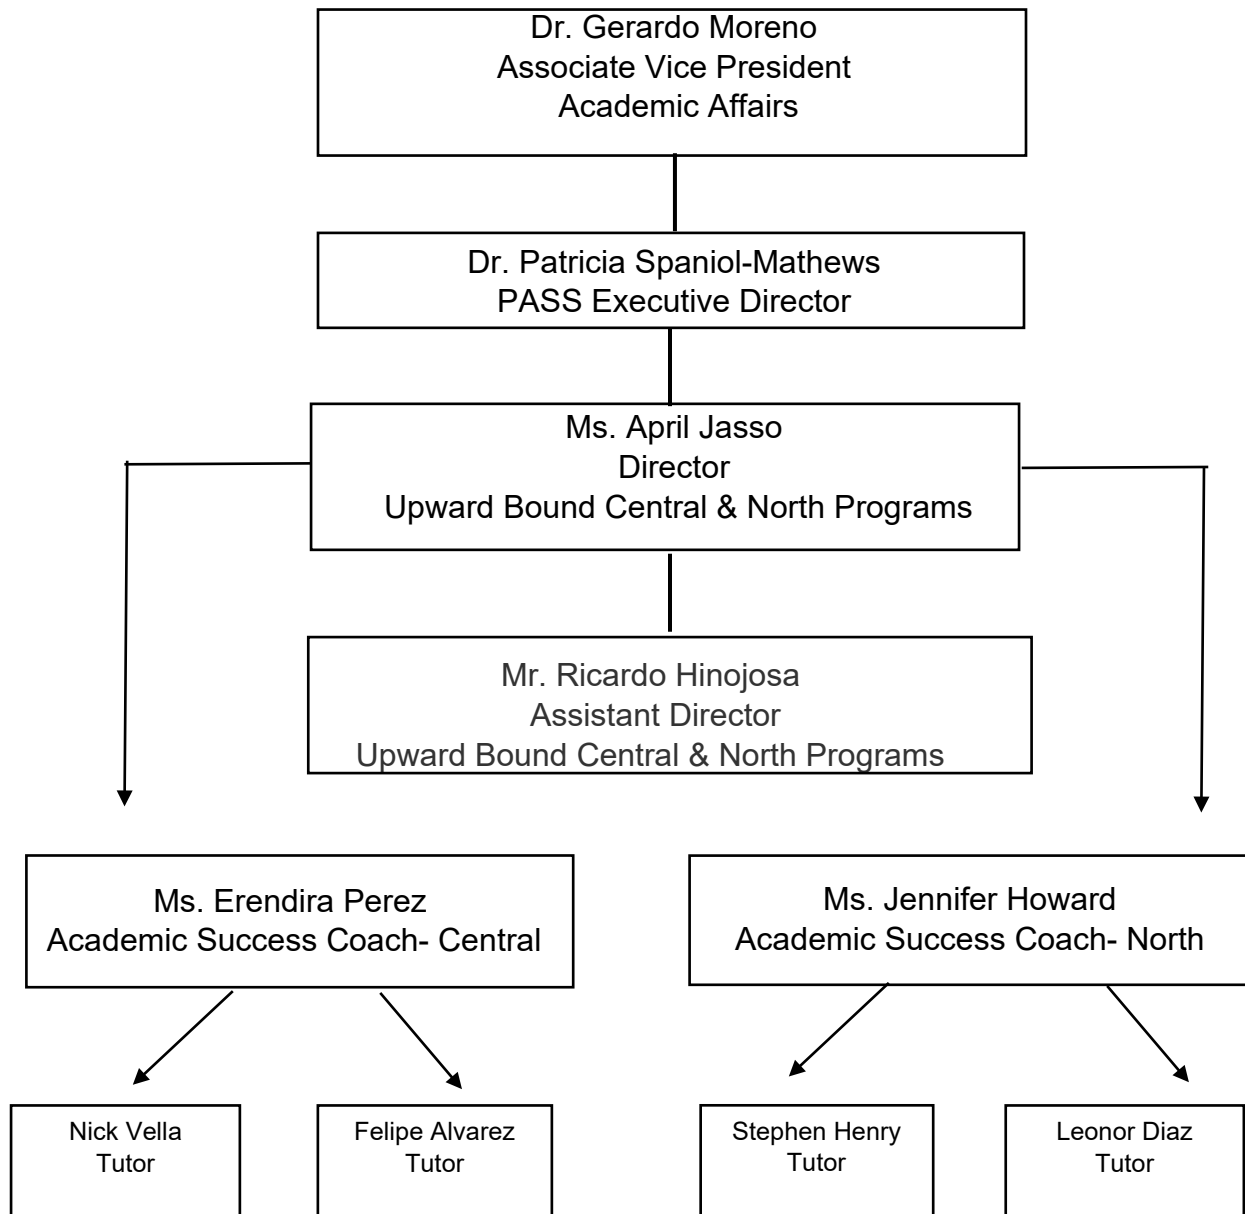 Dr. Gerardo Moreno
Associate Vice President
Academic Affairs
Dr. Patricia Spaniol-Mathews
PASS Executive Director
Ms. April Jasso
Director
Upward Bound Central & North Programs
Mr. Ricardo Hinojosa
Assistant Director
Upward Bound Central & North Programs
Ms. Erendira Perez
Academic Success Coach- Central
Ms. Jennifer Howard
Academic Success Coach- North
Nick Vella
Tutor
Felipe Alvarez
Tutor
Stephen Henry
Tutor
Leonor Diaz
Tutor